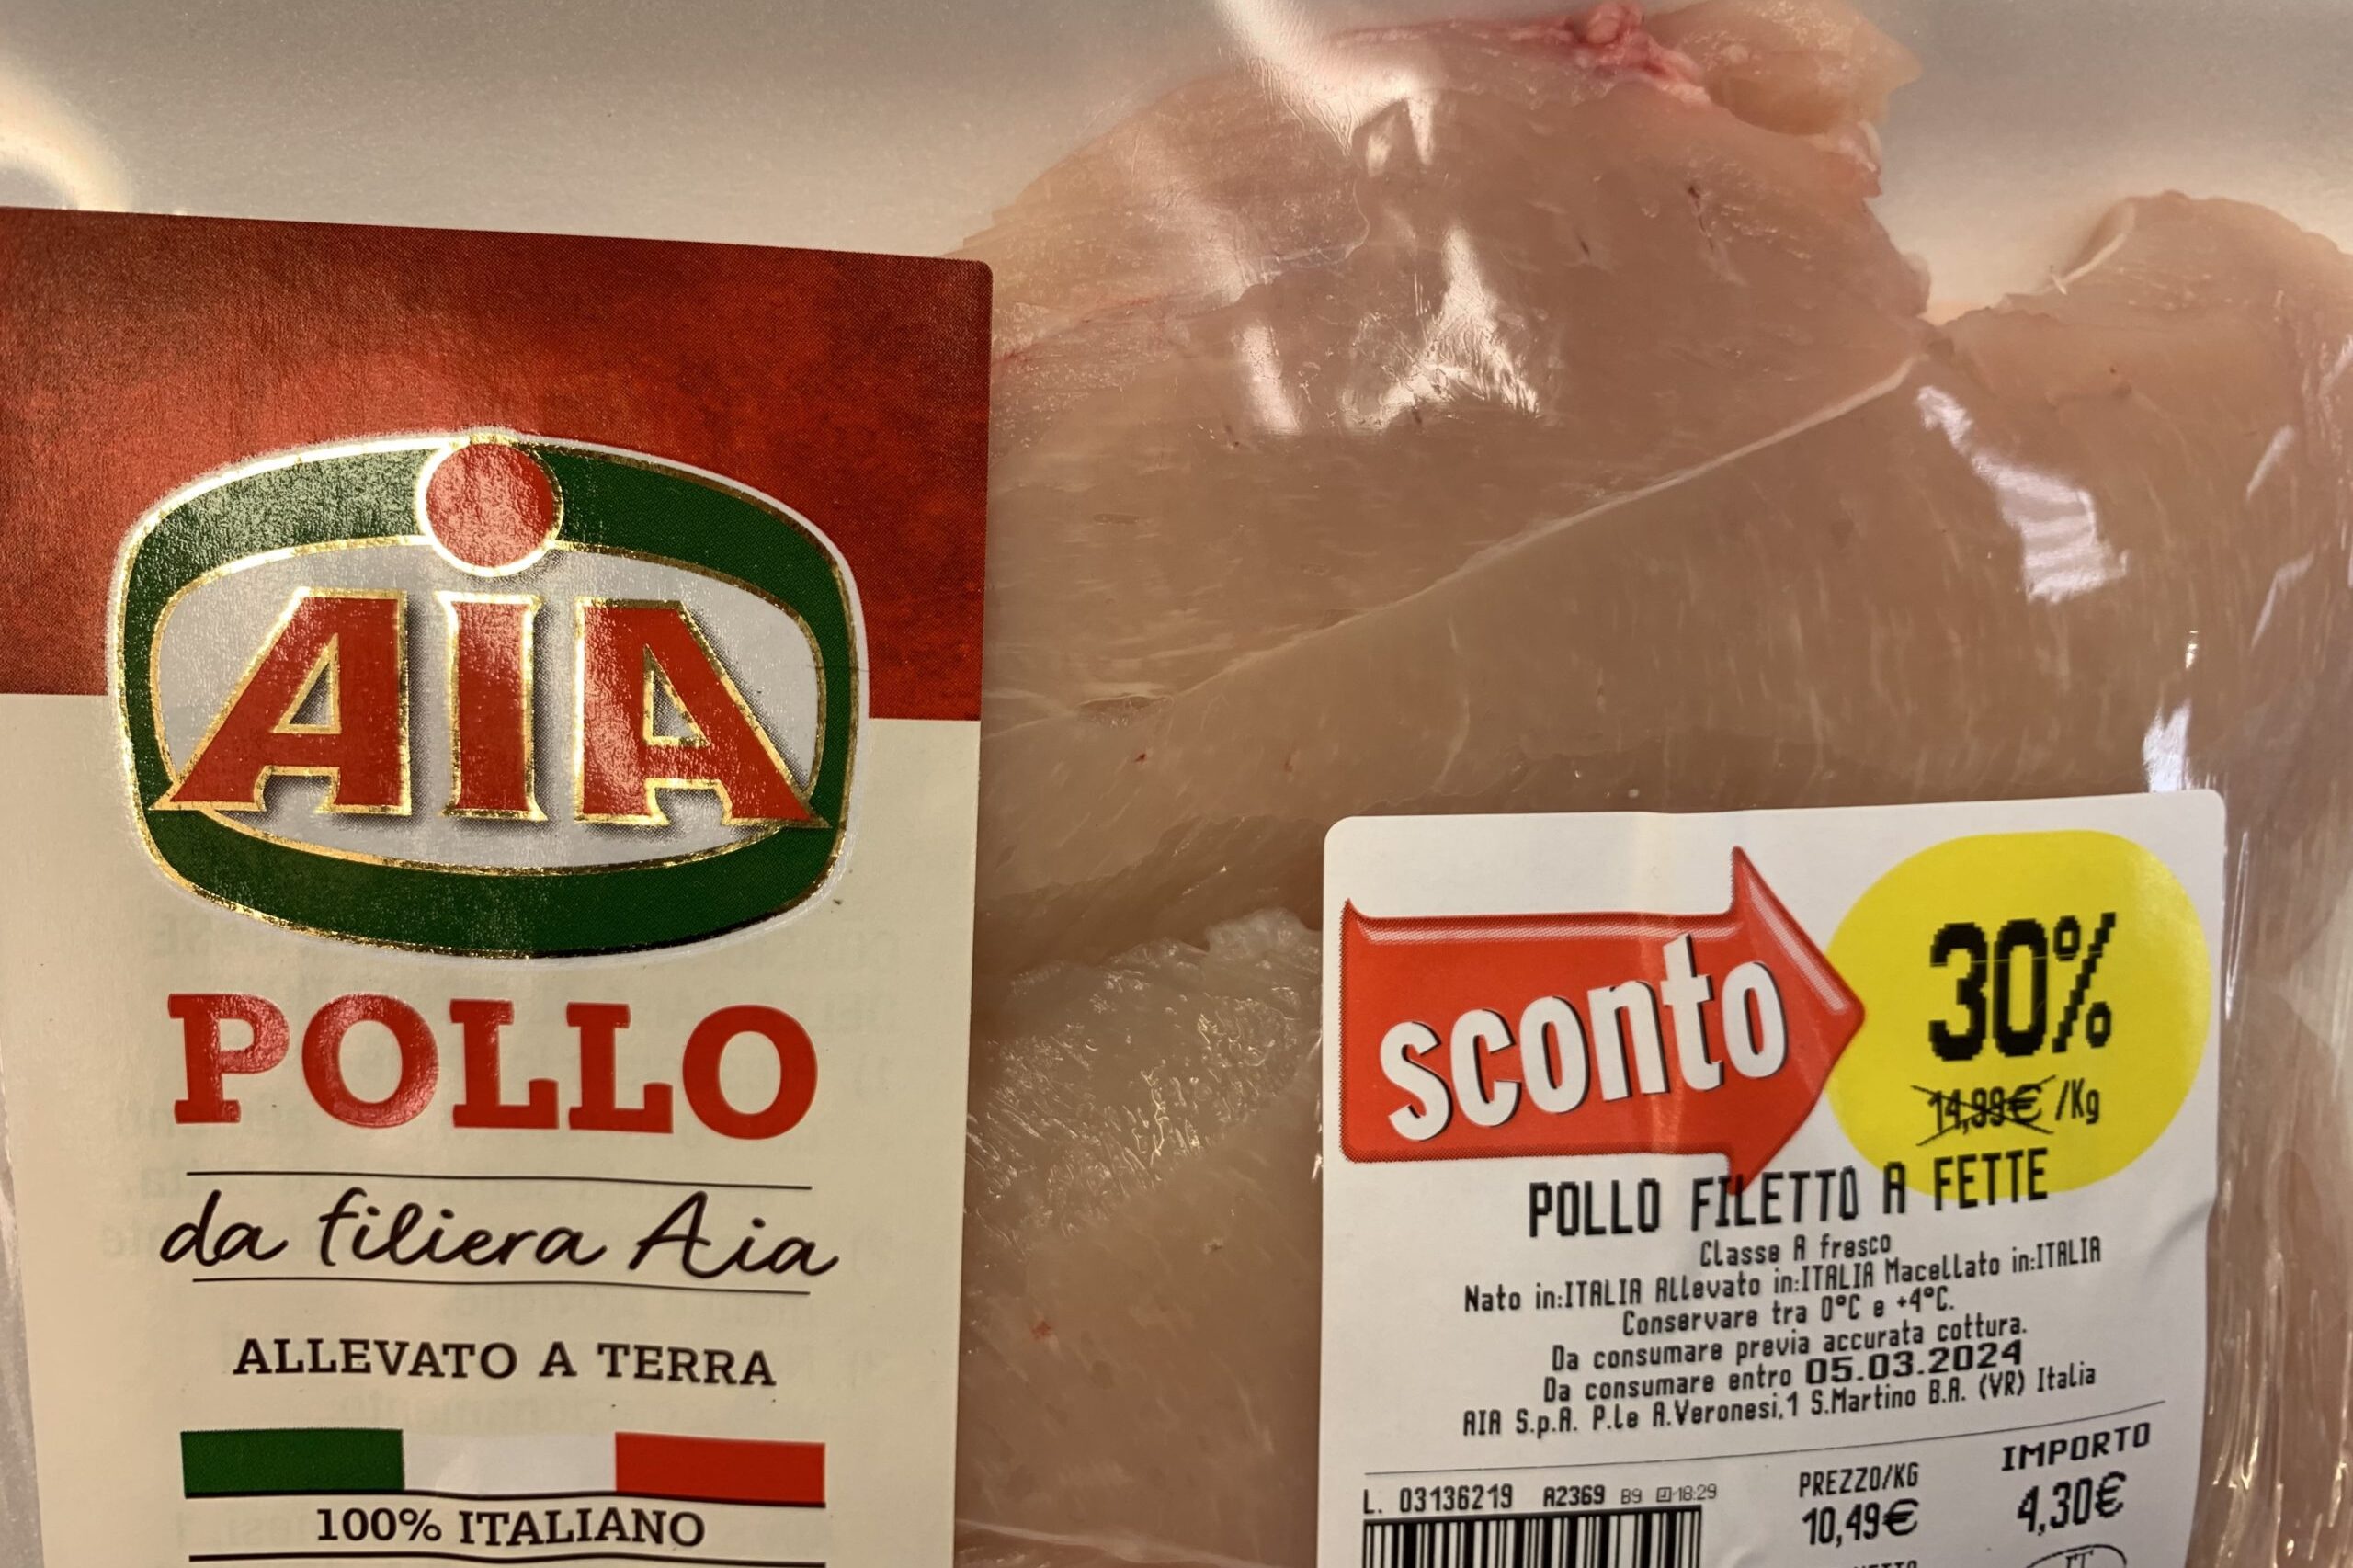 AIA
POLLO
da filiera Aia
ALLEVATO A TERRA
100% ITALIANO
sconto
30%
14,99€ /Kg
POLLO FILETTO A FETTE
Classe A fresco
Nato in:ITALIA Allevato in:ITALIA Macellato in:ITALIA
Conservare tra 0°C e +4°C.
Da consumare previa accurata cottura.
Da consumare entro 05.03.2024
AIA S.p.A. P.le A.Veronesi,1 S.Martino B.A. (VR) Italia
L. 03136219 A2369 B9 18:29
PREZZO/KG
10,49€
IMPORTO
4,30€